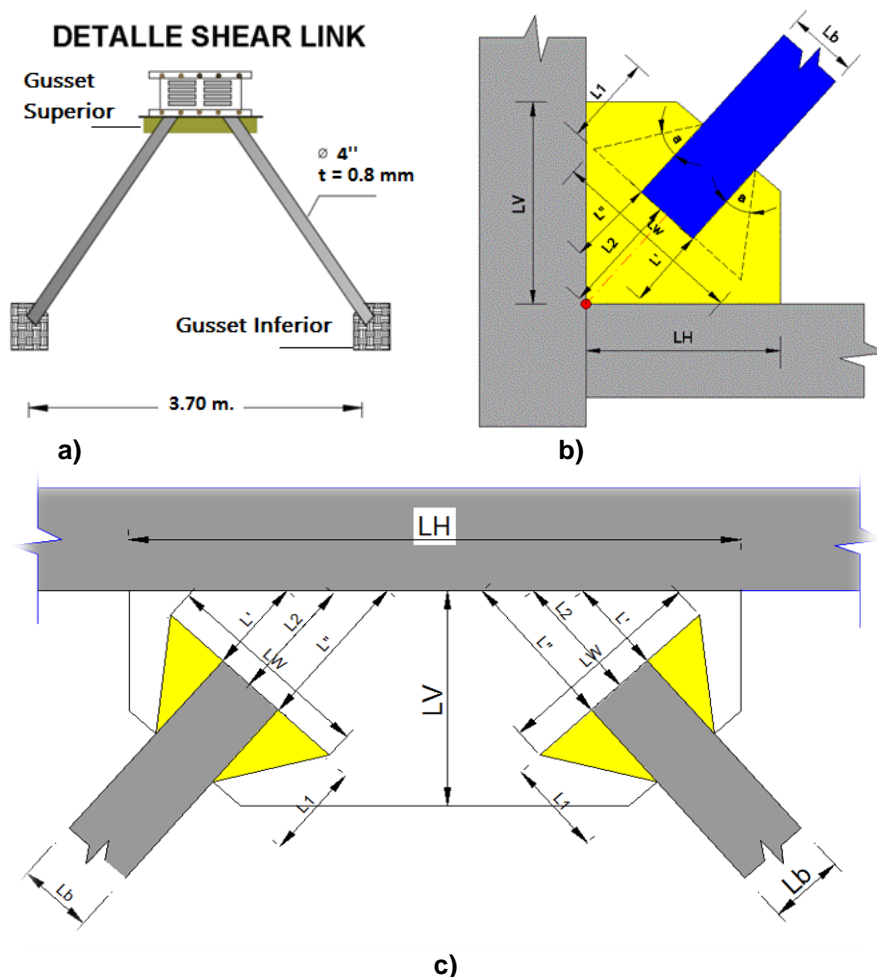 DETALLE SHEAR LINK
Gusset
Superior
⌀ 4"
t = 0.8 mm
Gusset Inferior
3.70 m.
a)
Lb
L1
a
a
LV
L"
L2
Lw
L'
LH
b)
LH
L'
L2
L"
LW
L1
Lb
LV
L"
L2
L'
LW
L1
Lb
c)